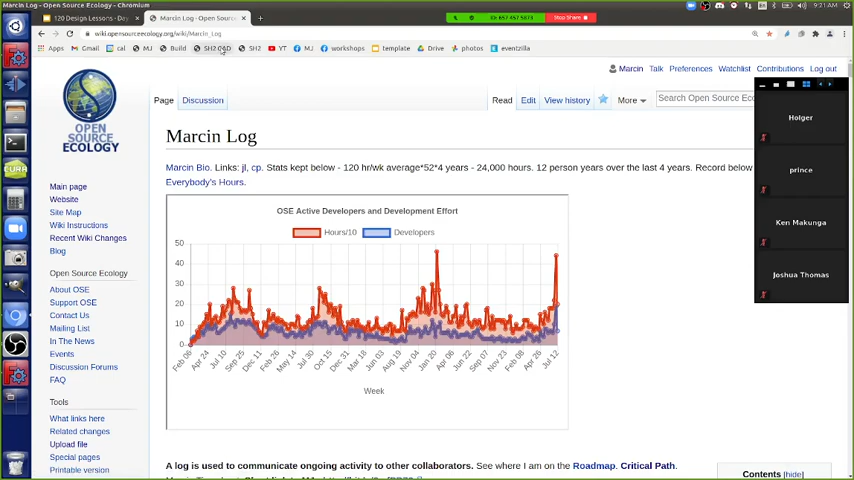 Marcin Log - Open Source Ecology - Chromium
9:21 AM
120 Design Lessons - Day
Marcin Log - Open Source E
ID: 657 457 5873
Stop Share
wiki.opensourceecology.org/wiki/Marcin_Log
Apps
Gmail
cal
MJ
Build
SH2 CAD
SH2
YT
MJ
workshops
template
Drive
photos
eventzilla
Marcin
Talk
Preferences
Watchlist
Contributions
Log out
OPEN
SOURCE
ECOLOGY
Page
Discussion
Read
Edit
View history
More
Search Open Source Eco
Marcin Log
Marcin Bio. Links: jl, cp. Stats kept below - 120 hr/wk average*52*4 years - 24,000 hours. 12 person years over the last 4 years. Record below
Everybody's Hours.
OSE Active Developers and Development Effort
Hours/10
Developers
50
40
30
20
10
0
Feb 06
Apr 24
Jul 10
Sep 25
Dec 11
Feb 26
May 14
Jul 30
Oct 15
Dec 31
Mar 18
Jun 03
Aug 19
Nov 04
Jan 20
Apr 06
Jun 22
Sep 07
Nov 23
Feb 08
Apr 26
Jul 12
Week
Main page
Website
Site Map
Wiki Instructions
Recent Wiki Changes
Blog
Open Source Ecology
About OSE
Support OSE
Contact Us
Mailing List
In The News
Events
Discussion Forums
FAQ
Tools
What links here
Related changes
Upload file
Special pages
Printable version
Holger
prince
Ken Makunga
Joshua Thomas
CURA
A log is used to communicate ongoing activity to other collaborators. See where I am on the Roadmap. Critical Path.
Contents [hide]